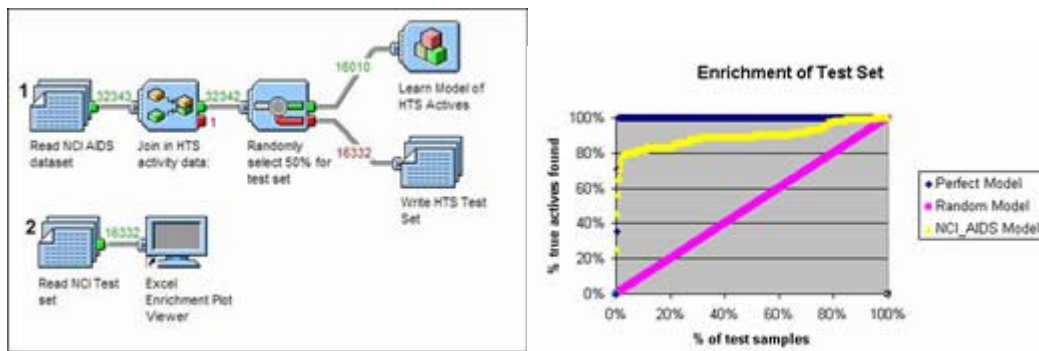 1
32343
32342
1
16010
16332
Read NCI AIDS
dataset
Join in HTS
activity data:
Randomly
select 50% for
test set
Learn Model of
HTS Actives
Write HTS Test
Set
2
16332
Read NCI Test
set
Excel
Enrichment Plot
Viewer
Enrichment of Test Set
% true actives found
100%
80%
60%
40%
20%
0%
0% 20% 40% 60% 80% 100%
% of test samples
Perfect Model
Random Model
NCI_AIDS Model